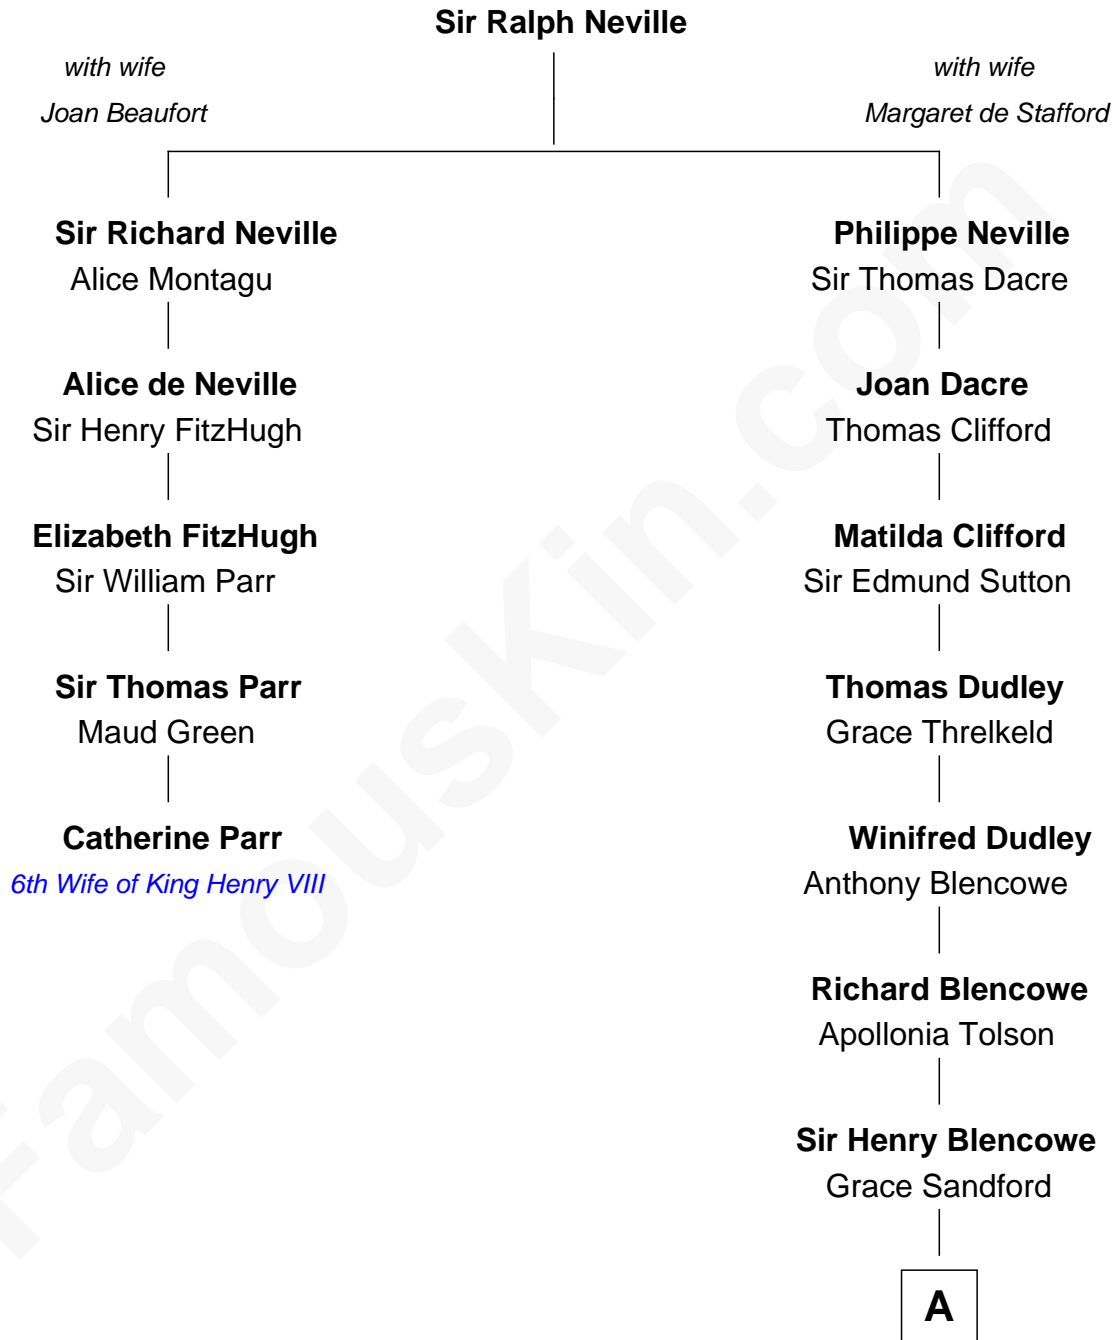 Sir Ralph Neville
with wife
Joan Beaufort
with wife
Margaret de Stafford
Sir Richard Neville
Alice Montagu
Philippe Neville
Sir Thomas Dacre
Alice de Neville
Sir Henry FitzHugh
Joan Dacre
Thomas Clifford
Elizabeth FitzHugh
Sir William Parr
Matilda Clifford
Sir Edmund Sutton
Sir Thomas Parr
Maud Green
Thomas Dudley
Grace Threlkeld
Catherine Parr
6th Wife of King Henry VIII
Winifred Dudley
Anthony Blencowe
Richard Blencowe
Apollonia Tolson
Sir Henry Blencowe
Grace Sandford
A
FamousKin.com